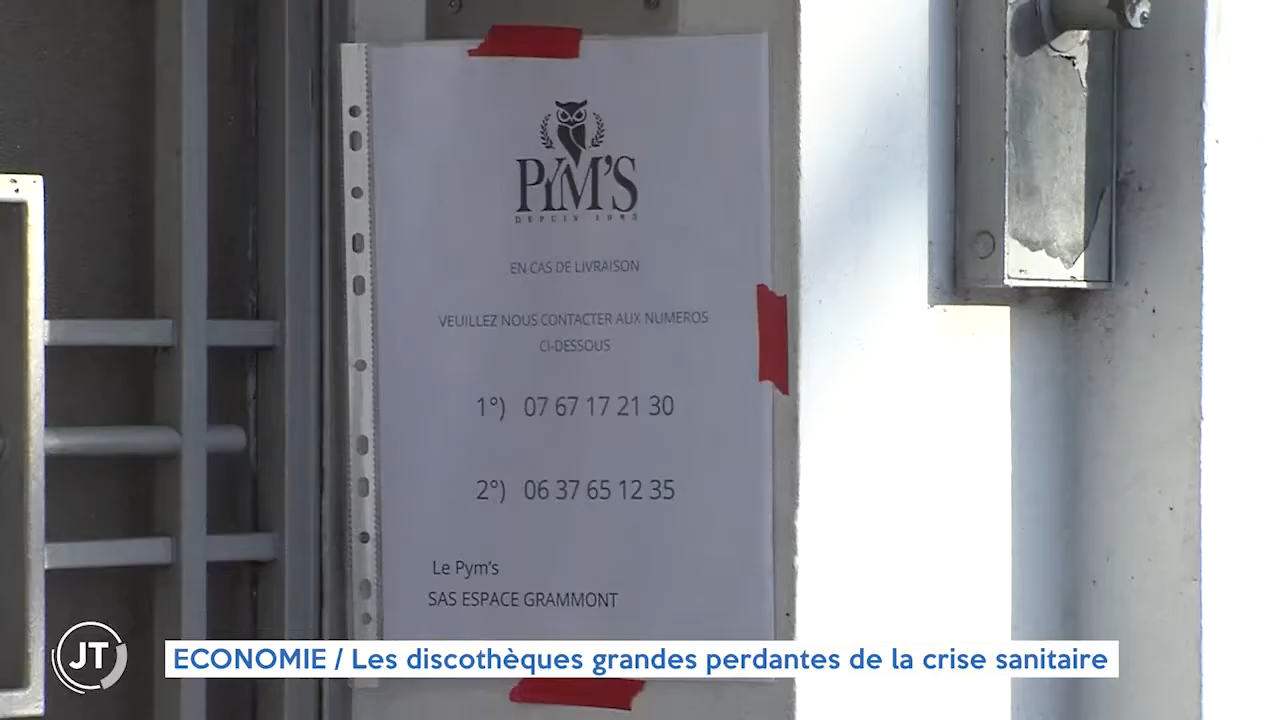 PYM'S
DEPUIS
EN CAS DE LIVRAISON
VEUILLEZ NOUS CONTACTER AUX NUMEROS
CI-DESSOUS
1°) 07 67 17 21 30
2°) 06 37 65 12 35
Le Pym's
SAS ESPACE GRAMMONT
JT
ECONOMIE / Les discothèques grandes perdantes de la crise sanitaire